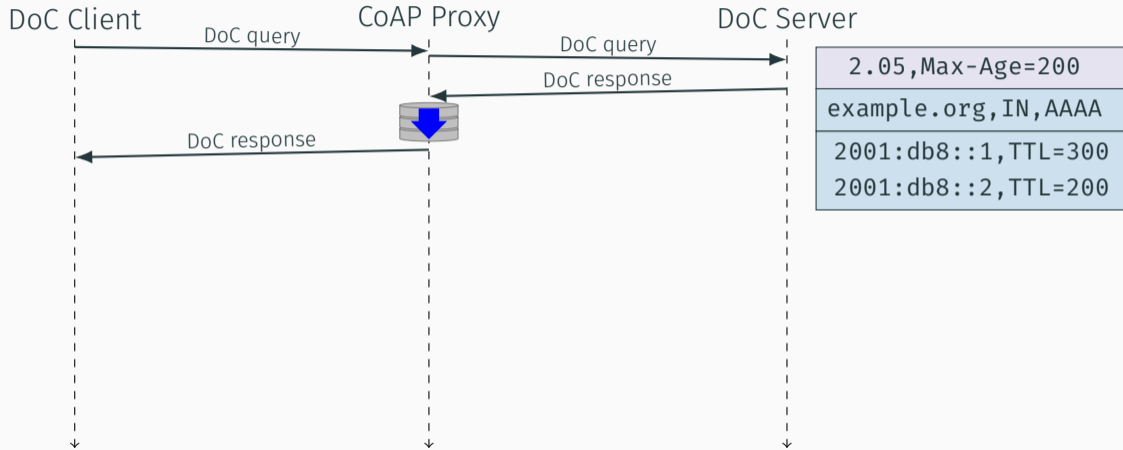 DoC Client
CoAP Proxy
DoC Server
DoC query
DoC query
DoC response
DoC response
2.05,Max-Age=200
example.org,IN,AAAA
2001:db8::1,TTL=300
2001:db8::2,TTL=200